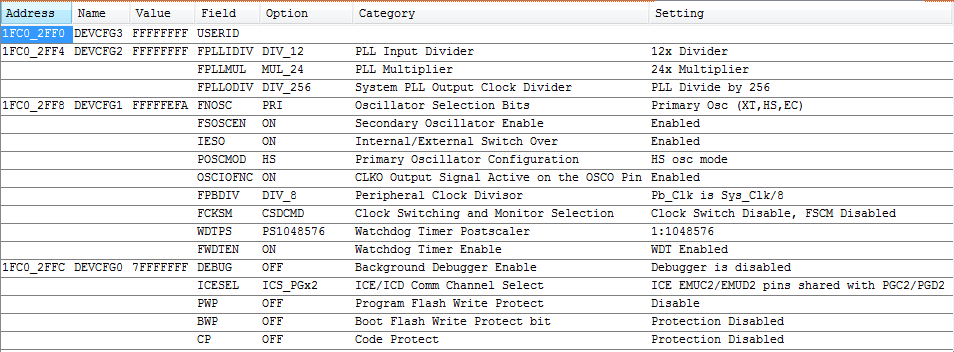 Address Name Value Field Option Category Setting
1FC0_2FF0 DEVCFG3 FFFFFFFF USERID
1FC0_2FF4 DEVCFG2 FFFFFFFF FPLLIDIV DIV_12 PLL Input Divider 12x Divider
FPLLMUL MUL_24 PLL Multiplier 24x Multiplier
FPLLODIV DIV_256 System PLL Output Clock Divider PLL Divide by 256
1FC0_2FF8 DEVCFG1 FFFFFEFA FNOSC PRI Oscillator Selection Bits Primary Osc (XT,HS,EC)
FSOSCEN ON Secondary Oscillator Enable Enabled
IESO ON Internal/External Switch Over Enabled
POSCMOD HS Primary Oscillator Configuration HS osc mode
OSCIOFNC ON CLKO Output Signal Active on the OSCO Pin Enabled
FPBDIV DIV_8 Peripheral Clock Divisor Pb_Clk is Sys_Clk/8
FCKSM CSDCMD Clock Switching and Monitor Selection Clock Switch Disable, FSCM Disabled
WDTPS PS1048576 Watchdog Timer Postscaler 1:1048576
FWDTEN ON Watchdog Timer Enable WDT Enabled
1FC0_2FFC DEVCFG0 7FFFFFFF DEBUG OFF Background Debugger Enable Debugger is disabled
ICESEL ICS_PGx2 ICE/ICD Comm Channel Select ICE EMUC2/EMUD2 pins shared with PGC2/PGD2
PWP OFF Program Flash Write Protect Disable
BWP OFF Boot Flash Write Protect bit Protection Disabled
CP OFF Code Protect Protection Disabled